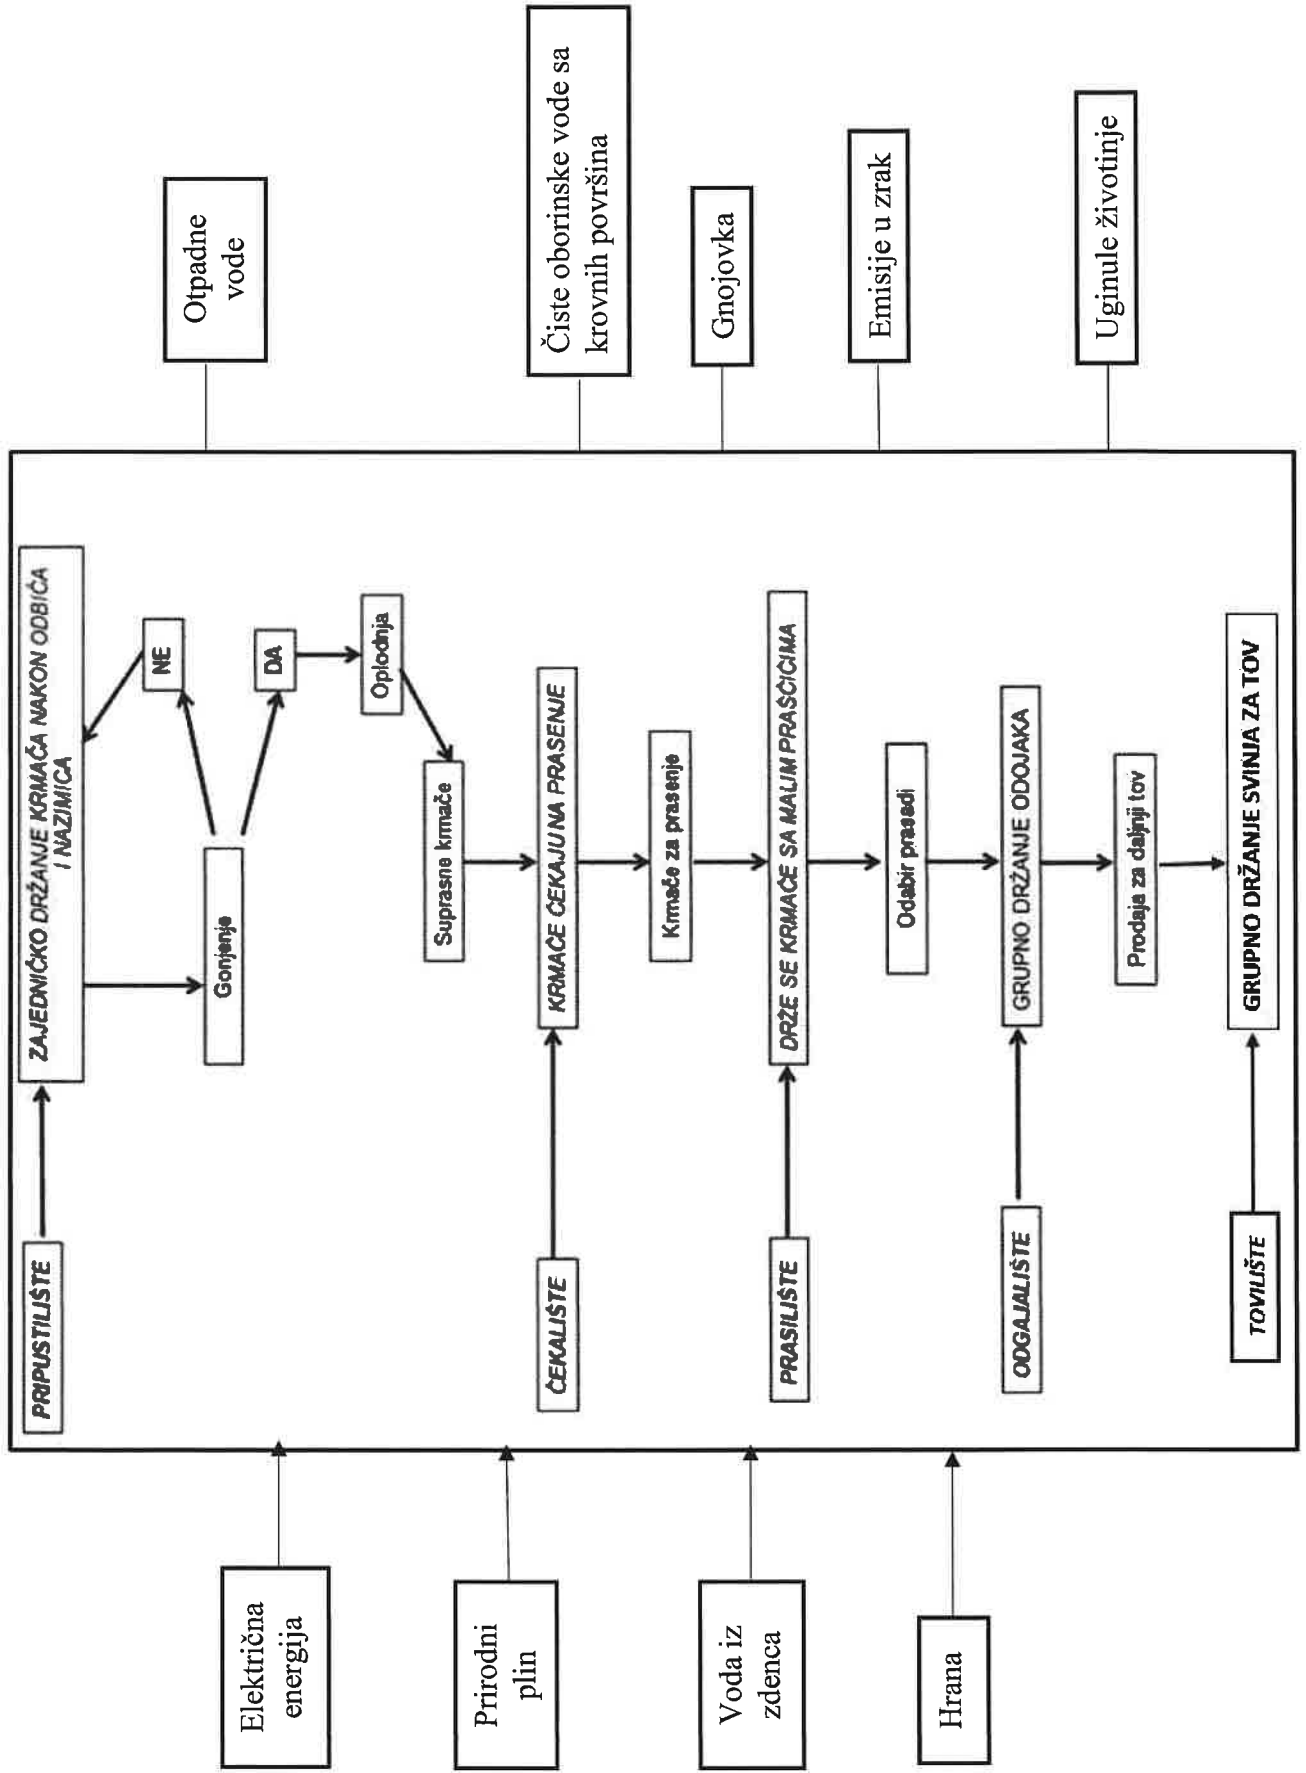 Električna
energija
Prirodni
plin
Voda iz
zdenca
Hrana
PRIPUSTILIŠTE
ZAJEDNIČKO DRŽANJE KRMAČA NAKON ODBIĆA
I NAZIMICA
Gonjenje
NE
DA
Oplodnja
Suprasne krmače
ČEKALIŠTE
KRMAČE ČEKAJU NA PRASENJE
Krmače za prasenje
PRASILIŠTE
DRŽE SE KRMAČE SA MALIM PRAŠČIĆIMA
Odabir prasadi
ODGAJALIŠTE
GRUPNO DRŽANJE ODOJAKA
Prodaja za daljnji tov
TOVILIŠTE
GRUPNO DRŽANJE SVINJA ZA TOV
Otpadne
vode
Čiste oborinske vode sa
krovnih površina
Gnojovka
Emisije u zrak
Uginule životinje